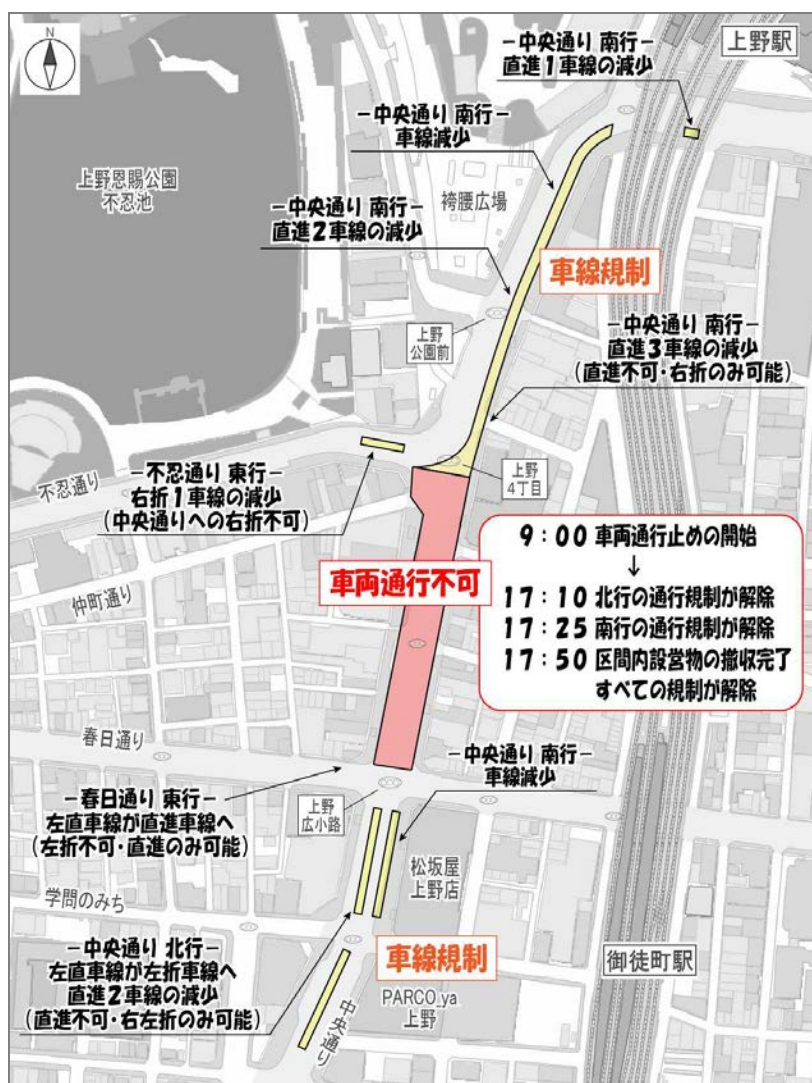 N
上野駅
－中央通り 南行－
直進1車線の減少
－中央通り 南行－
車線減少
上野恩賜公園
不忍池
袴腰広場
－中央通り 南行－
直進2車線の減少
車線規制
上野
公園前
－中央通り 南行－
直進3車線の減少
(直進不可・右折のみ可能)
不忍通り
－不忍通り 東行－
右折1車線の減少
(中央通りへの右折不可)
上野
4丁目
9：00 車両通行止めの開始
↓
17：10 北行の通行規制が解除
17：25 南行の通行規制が解除
17：50 区間内設営物の撤収完了
すべての規制が解除
車両通行不可
仲町通り
春日通り
－中央通り 南行－
車線減少
－春日通り 東行－
左直車線が直進車線へ
(左折不可・直進のみ可能)
上野
広小路
松坂屋
上野店
学問のみち
－中央通り 北行－
左直車線が左折車線へ
直進2車線の減少
(直進不可・右左折のみ可能)
車線規制
御徒町駅
PARCO_ya
上野
中央通り